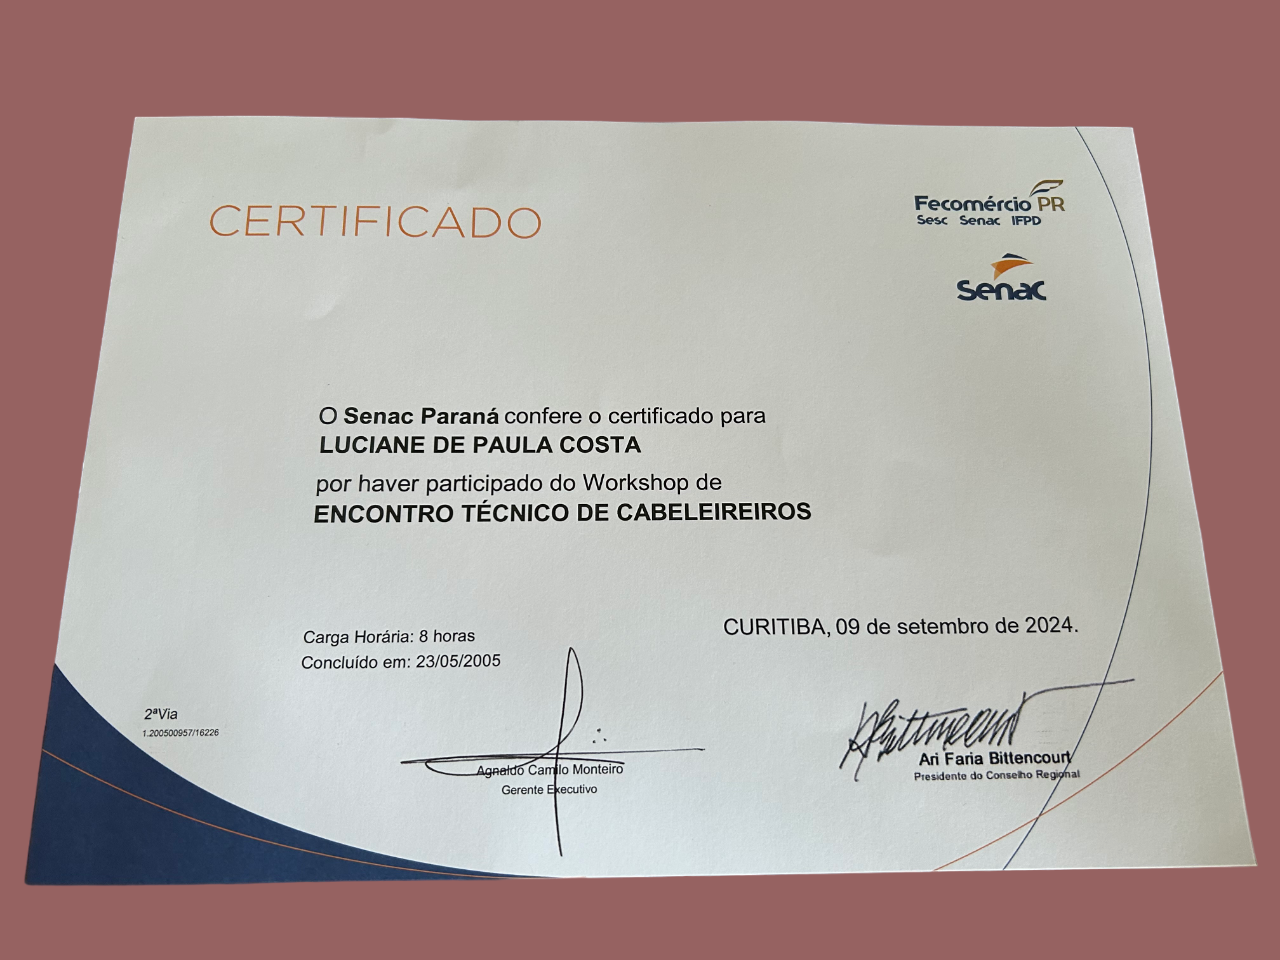 CERTIFICADO
Fecomércio PR
Sesc Senac IFPD
Senac
O Senac Paraná confere o certificado para
LUCIANE DE PAULA COSTA
por haver participado do Workshop de
ENCONTRO TÉCNICO DE CABELEIREIROS
Carga Horária: 8 horas
Concluído em: 23/05/2005
CURITIBA, 09 de setembro de 2024.
2ªVia
1.200500957/16226
Agnaldo Camilo Monteiro
Gerente Executivo
Ari Faria Bittencourt
Presidente do Conselho Regional